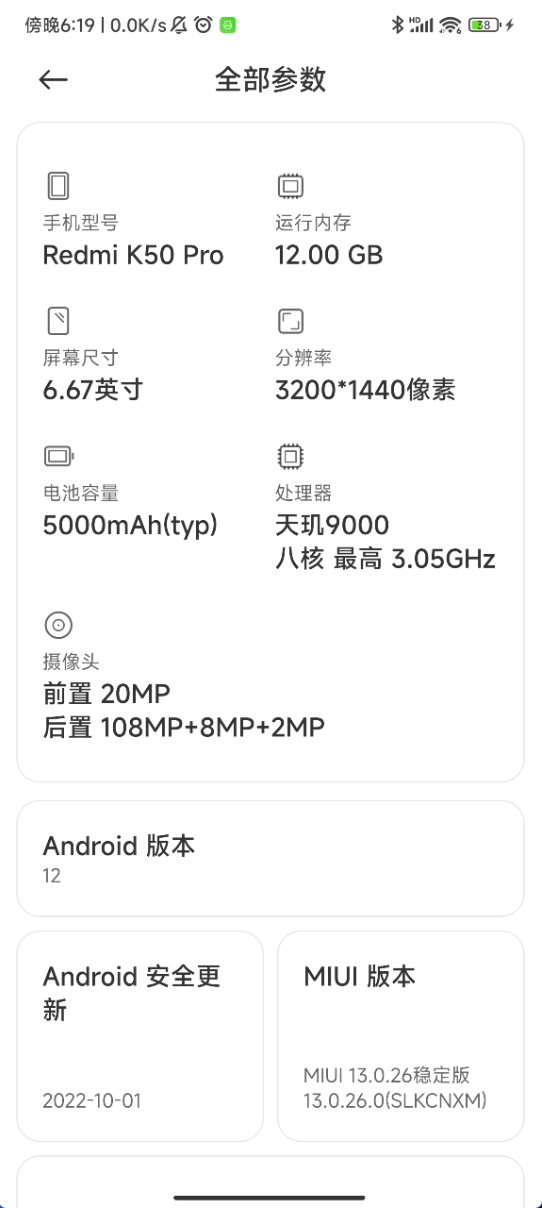 傍晚6:19 | 0.0K/s
HD 6 38
全部参数
手机型号
Redmi K50 Pro
运行内存
12.00 GB
屏幕尺寸
6.67英寸
分辨率
3200*1440像素
电池容量
5000mAh(typ)
处理器
天玑9000
八核 最高 3.05GHz
摄像头
前置 20MP
后置 108MP+8MP+2MP
Android 版本
12
Android 安全更
新
2022-10-01
MIUI 版本
MIUI 13.0.26稳定版
13.0.26.0(SLKCNXM)